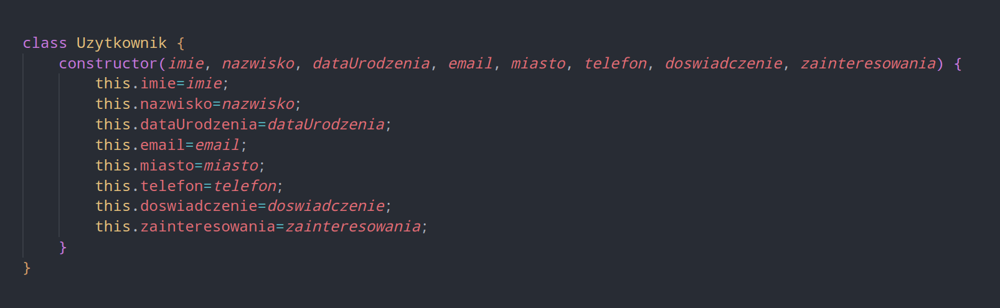 class Uzytkownik {
    constructor(imie, nazwisko, dataUrodzenia, email, miasto, telefon, doswiadczenie, zainteresowania) {
        this.imie=imie;
        this.nazwisko=nazwisko;
        this.dataUrodzenia=dataUrodzenia;
        this.email=email;
        this.miasto=miasto;
        this.telefon=telefon;
        this.doswiadczenie=doswiadczenie;
        this.zainteresowania=zainteresowania;
    }
}